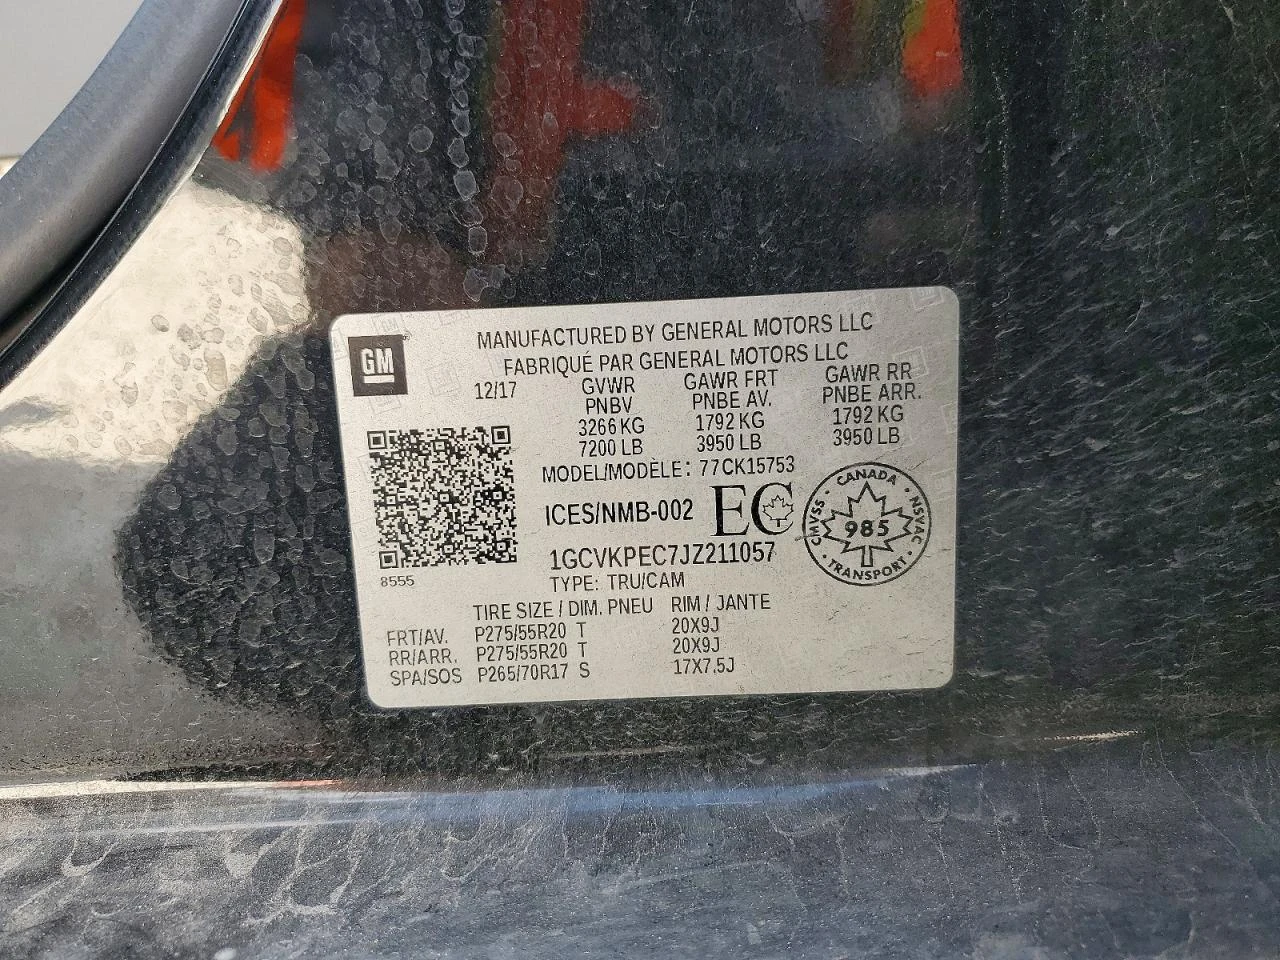 GM
MANUFACTURED BY GENERAL MOTORS LLC
FABRIQUÉ PAR GENERAL MOTORS LLC
12/17 GVWR GAWR FRT GAWR RR
PNBV PNBE AV. PNBE ARR.
3266 KG 1792 KG 1792 KG
7200 LB 3950 LB 3950 LB
MODEL/MODÈLE: 77CK15753
ICES/NMB-002 EC
CANADA
CMVSS 985 NSVAC
TRANSPORT
1GCVKPEC7JZ211057
8555
TYPE: TRU/CAM
TIRE SIZE / DIM. PNEU RIM / JANTE
FRT/AV. P275/55R20 T 20X9J
RR/ARR. P275/55R20 T 20X9J
SPA/SOS P265/70R17 S 17X7,5J